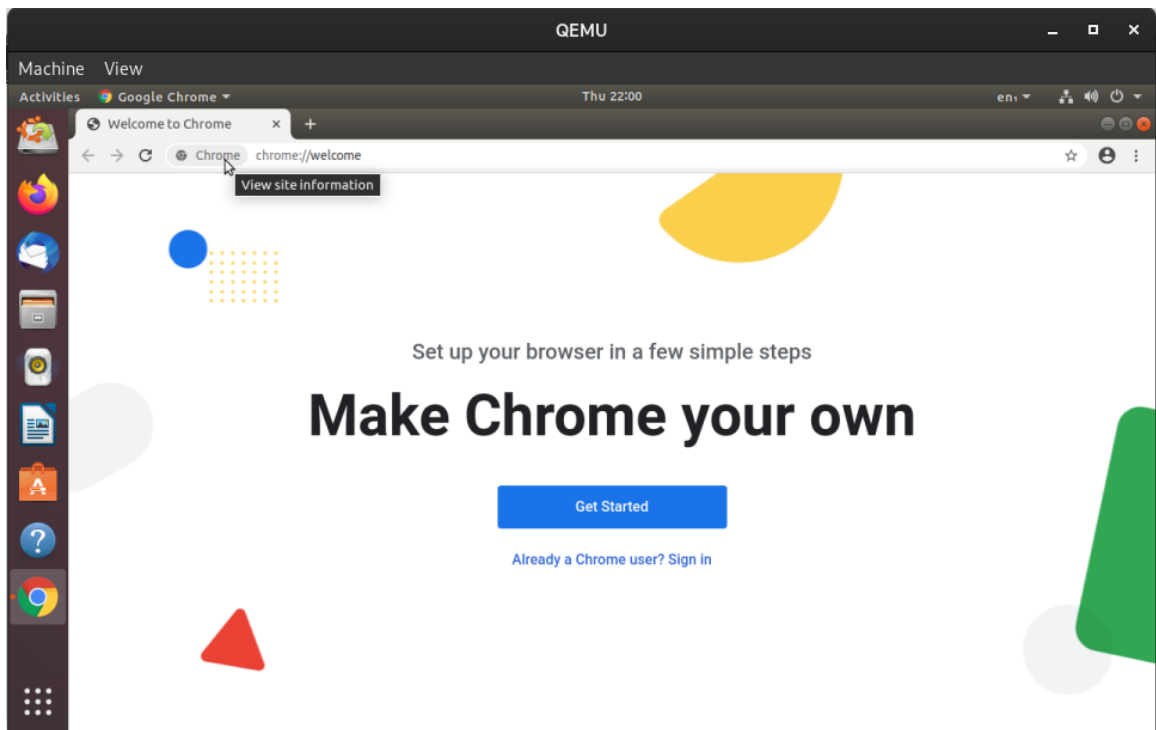 QEMU
Machine View
Activities Google Chrome Thu 22:00 en₁
Welcome to Chrome
Chrome chrome://welcome
View site information
Set up your browser in a few simple steps
Make Chrome your own
Get Started
Already a Chrome user? Sign in